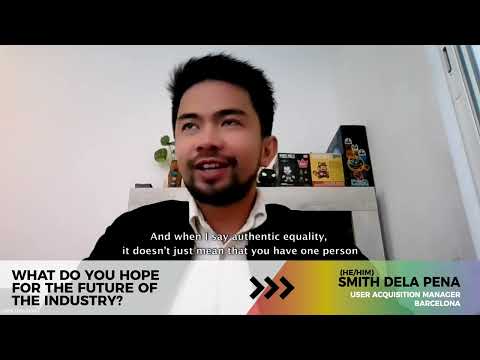 And when I say authentic equality,
it doesn't just mean that you have one person
WHAT DO YOU HOPE
FOR THE FUTURE OF
THE INDUSTRY?
(HE/HIM)
SMITH DELA PENA
USER ACQUISITION MANAGER
BARCELONA